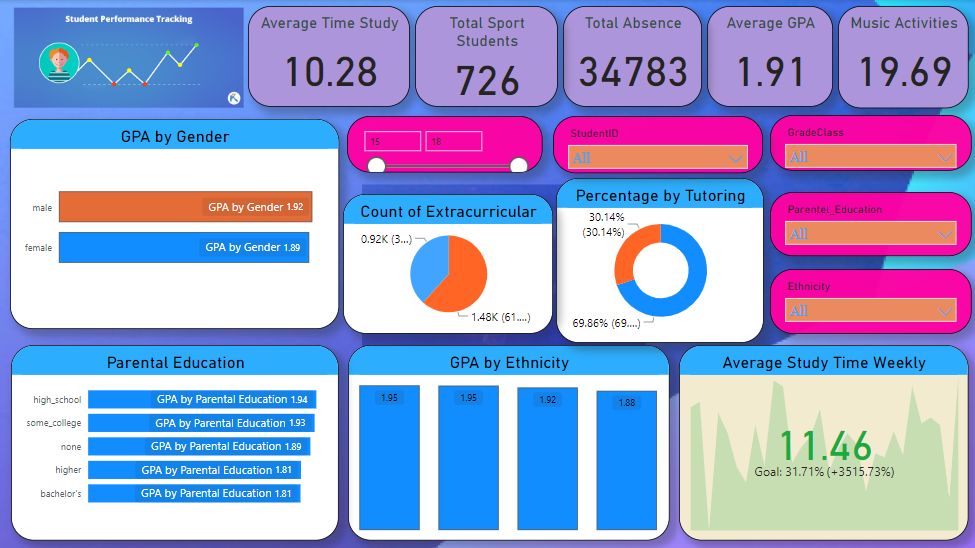 Student Performance Tracking
Average Time Study
10.28
Total Sport
Students
726
Total Absence
34783
Average GPA
1.91
Music Activities
19.69
GPA by Gender
male
GPA by Gender 1.92
female
GPA by Gender 1.89
15
18
StudentID
All
GradeClass
All
Count of Extracurricular
0.92K (3...)
1.48K (61....)
Percentage by Tutoring
30.14%
(30.14%)
69.86% (69....)
Parentel_Education
All
Ethnicity
All
Parental Education
high_school
GPA by Parental Education 1.94
some_college
GPA by Parental Education 1.93
none
GPA by Parental Education 1.89
higher
GPA by Parental Education 1.81
bachelor's
GPA by Parental Education 1.81
GPA by Ethnicity
1.95
1.95
1.92
1.88
Average Study Time Weekly
11.46
Goal: 31.71% (+3515.73%)